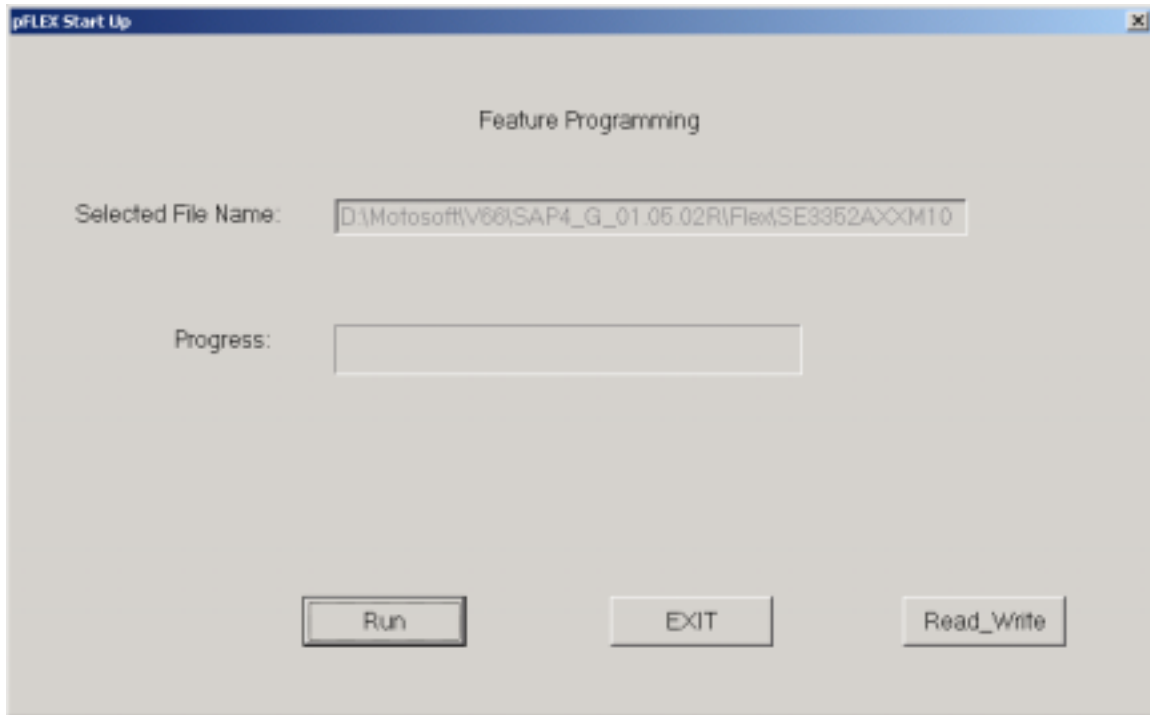 pFLEX Start Up
Feature Programming
Selected File Name: D:\Motosoft\V66\SAP4_G_01.05.02R\Flex\SE3352AXXM10
Progress:
Run EXIT Read_Write